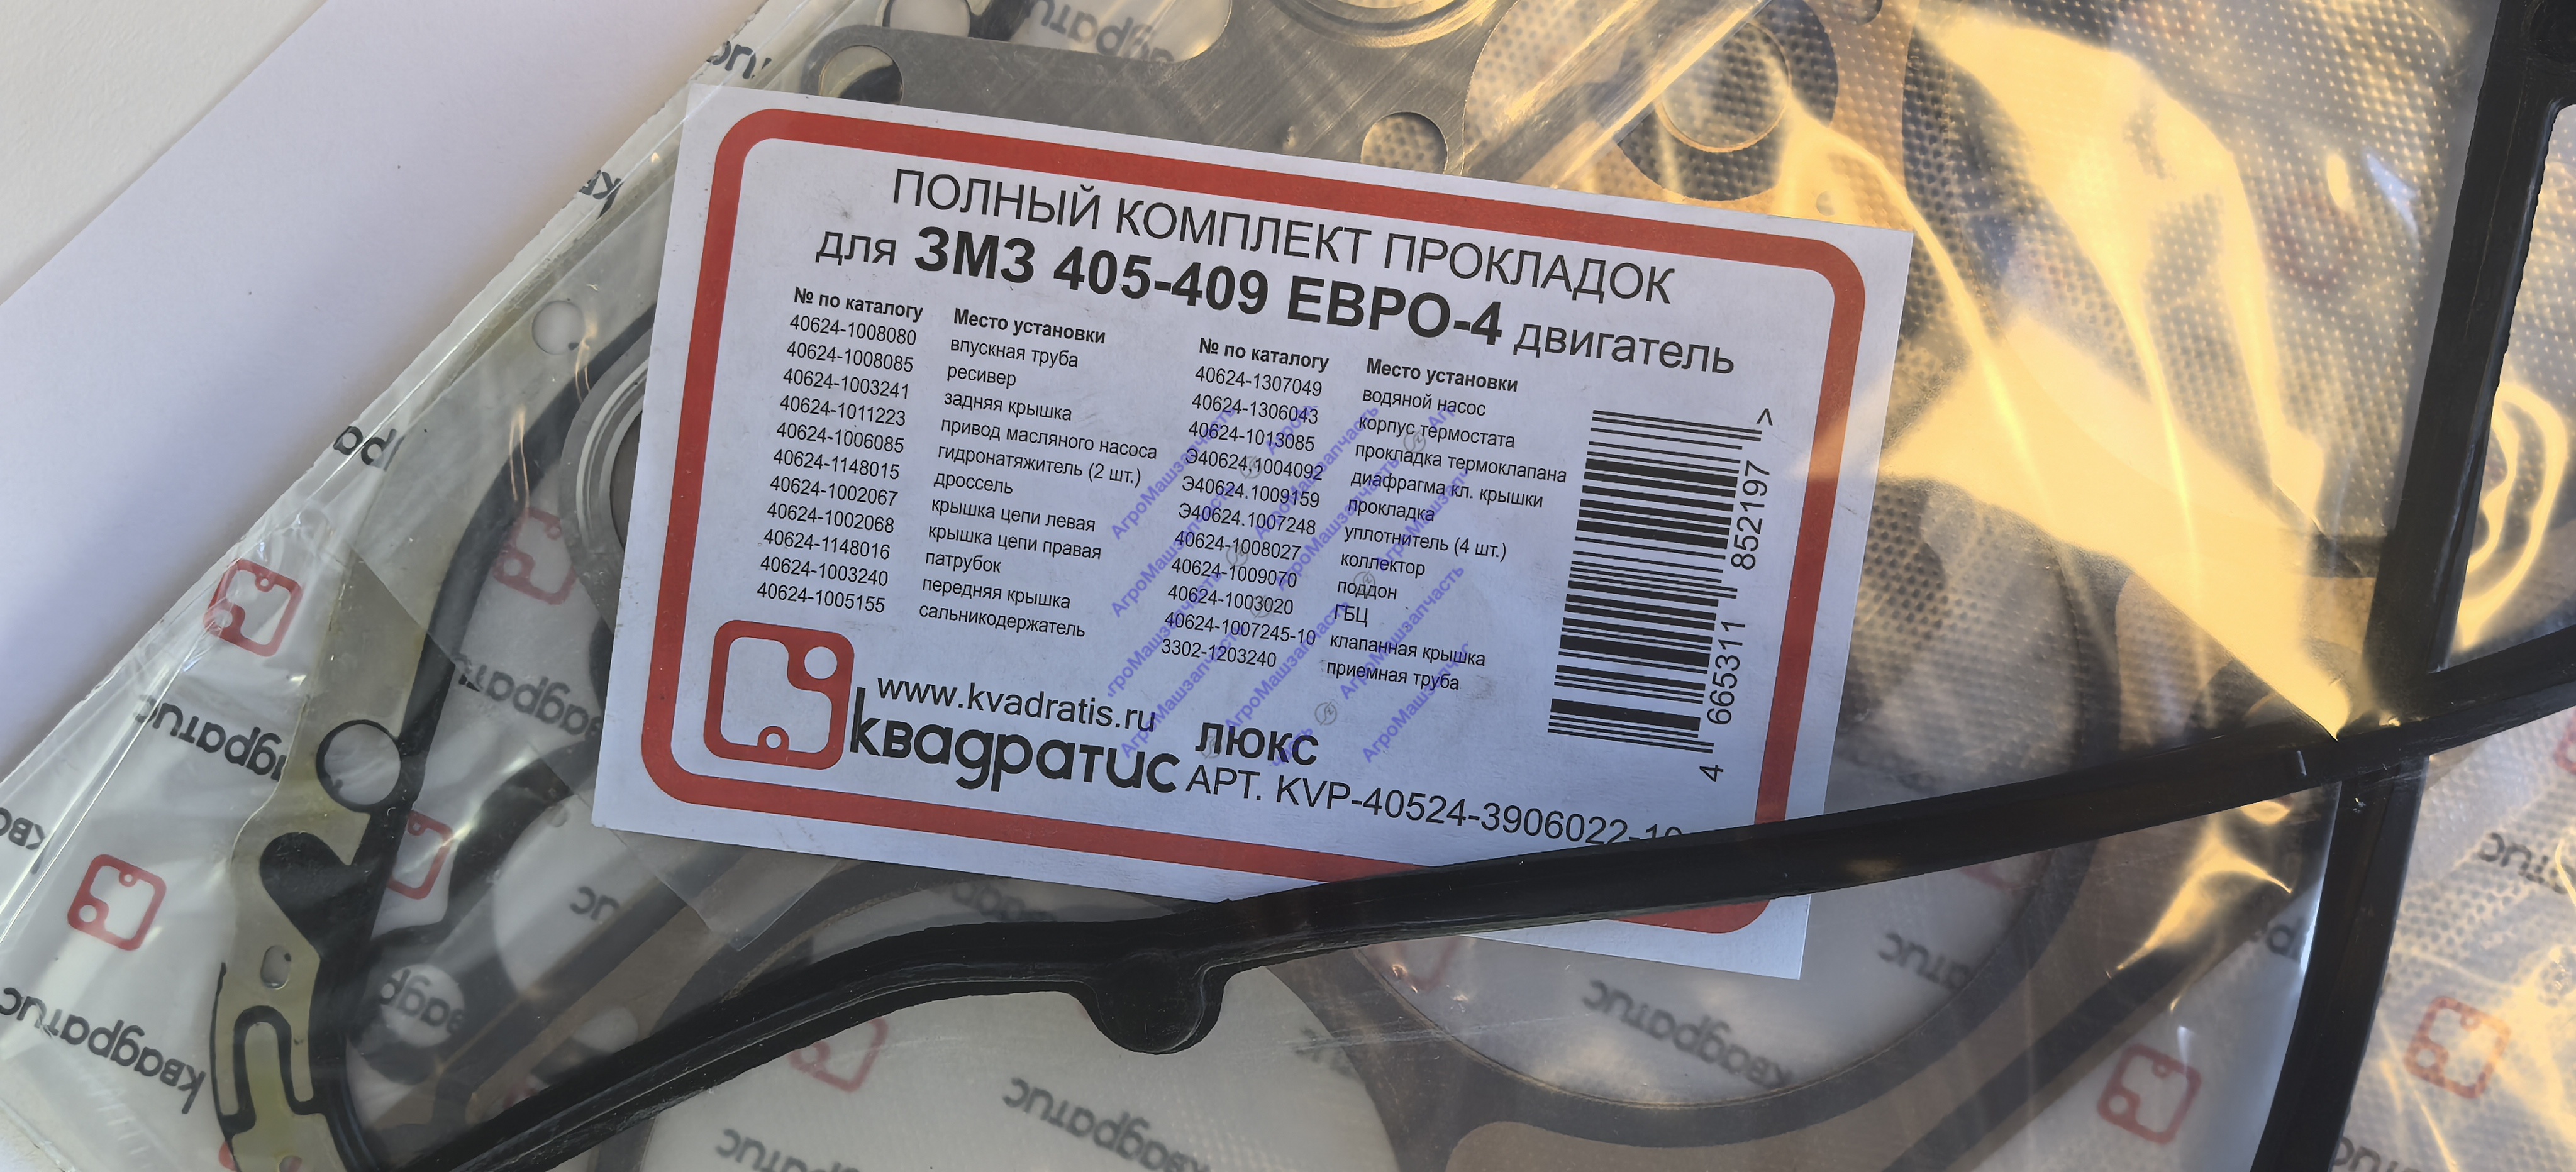 ПОЛНЫЙ КОМПЛЕКТ ПРОКЛАДОК
для ЗМЗ 405-409 ЕВРО-4 двигатель
№ по каталогу Место установки
40624-1008080 впускная труба
40624-1008085 ресивер
40624-1003241 задняя крышка
40624-1011223 привод масляного насоса
40624-1006085 гидронатяжитель (2 шт.)
40624-1148015 дроссель
40624-1002067 крышка цепи левая
40624-1002068 крышка цепи правая
40624-1148016 патрубок
40624-1003240 передняя крышка
40624-1005155 сальникодержатель
№ по каталогу Место установки
40624-1307049 водяной насос
40624-1306043 корпус термостата
40624-1013085 прокладка термоклапана
Э40624.1004092 диафрагма кл. крышки
Э40624.1009159 прокладка
Э40624.1007248 уплотнитель (4 шт.)
40624-1008027 коллектор
40624-1009070 поддон
40624-1003020 ГБЦ
40624-1007245-10 клапанная крышка
3302-1203240 приемная труба
4 665311 852197 >
www.kvadratis.ru
квадратис ЛЮКС
АРТ. KVP-40524-3906022-10
АгроМашзапчасть
квадратис